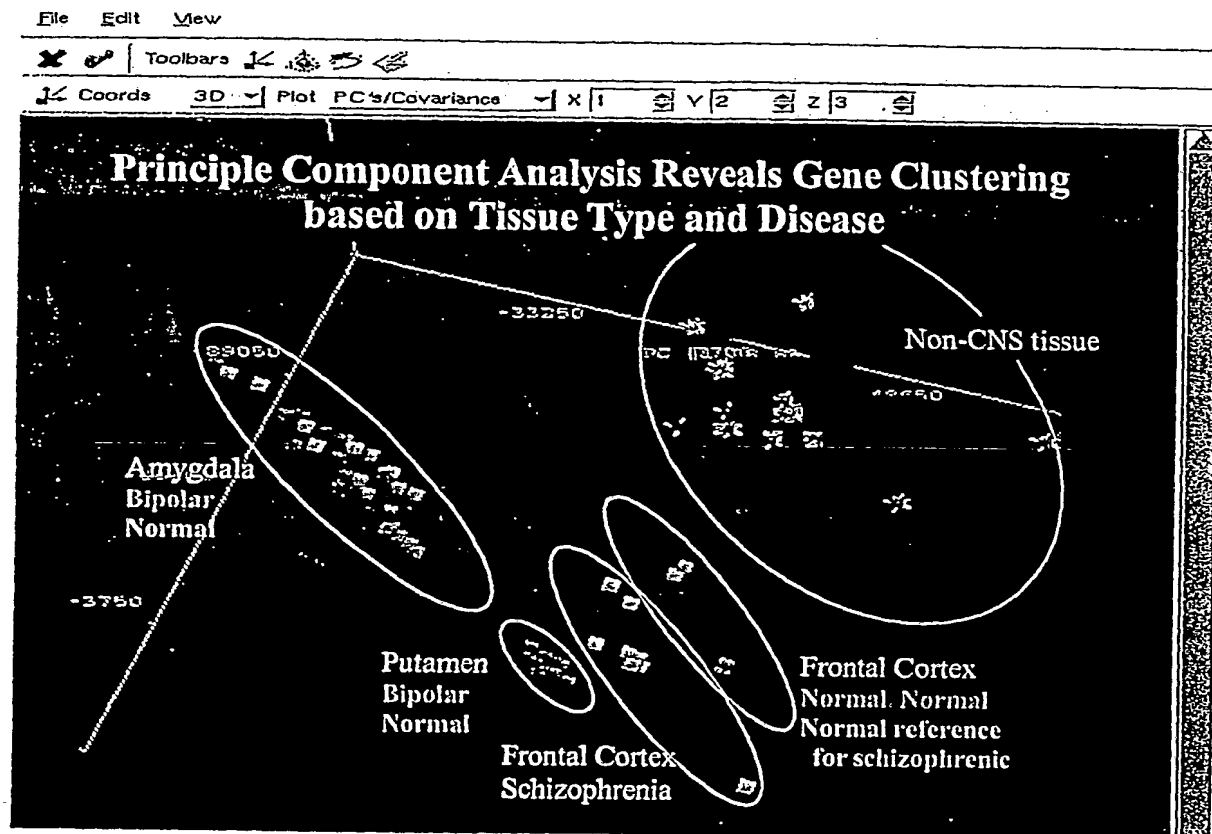 File Edit View
Toolbars
Coords 3D Plot PC's/Covariance X 1 Y 2 Z 3
Principle Component Analysis Reveals Gene Clustering
based on Tissue Type and Disease
-33250
Non-CNS tissue
PC
Amygdala
Bipolar
Normal
-3750
Putamen
Bipolar
Normal
Frontal Cortex
Schizophrenia
Frontal Cortex
Normal, Normal
Normal reference
for schizophrenic